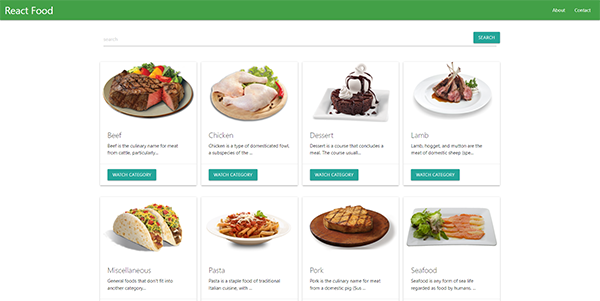 React Food
About Contact
search
SEARCH
Beef
Beef is the culinary name for meat
from cattle, particularly...
WATCH CATEGORY
Chicken
Chicken is a type of domesticated fowl,
a subspecies of the ...
WATCH CATEGORY
Dessert
Dessert is a course that concludes a
meal. The course usuall...
WATCH CATEGORY
Lamb
Lamb, hogget, and mutton are the
meat of domestic sheep (spe...
WATCH CATEGORY
Miscellaneous
General foods that don't fit into
another category...
Pasta
Pasta is a staple food of traditional
Italian cuisine, with ...
Pork
Pork is the culinary name for meat
from a domestic pig (Sus ...
Seafood
Seafood is any form of sea life
regarded as food by humans, ...